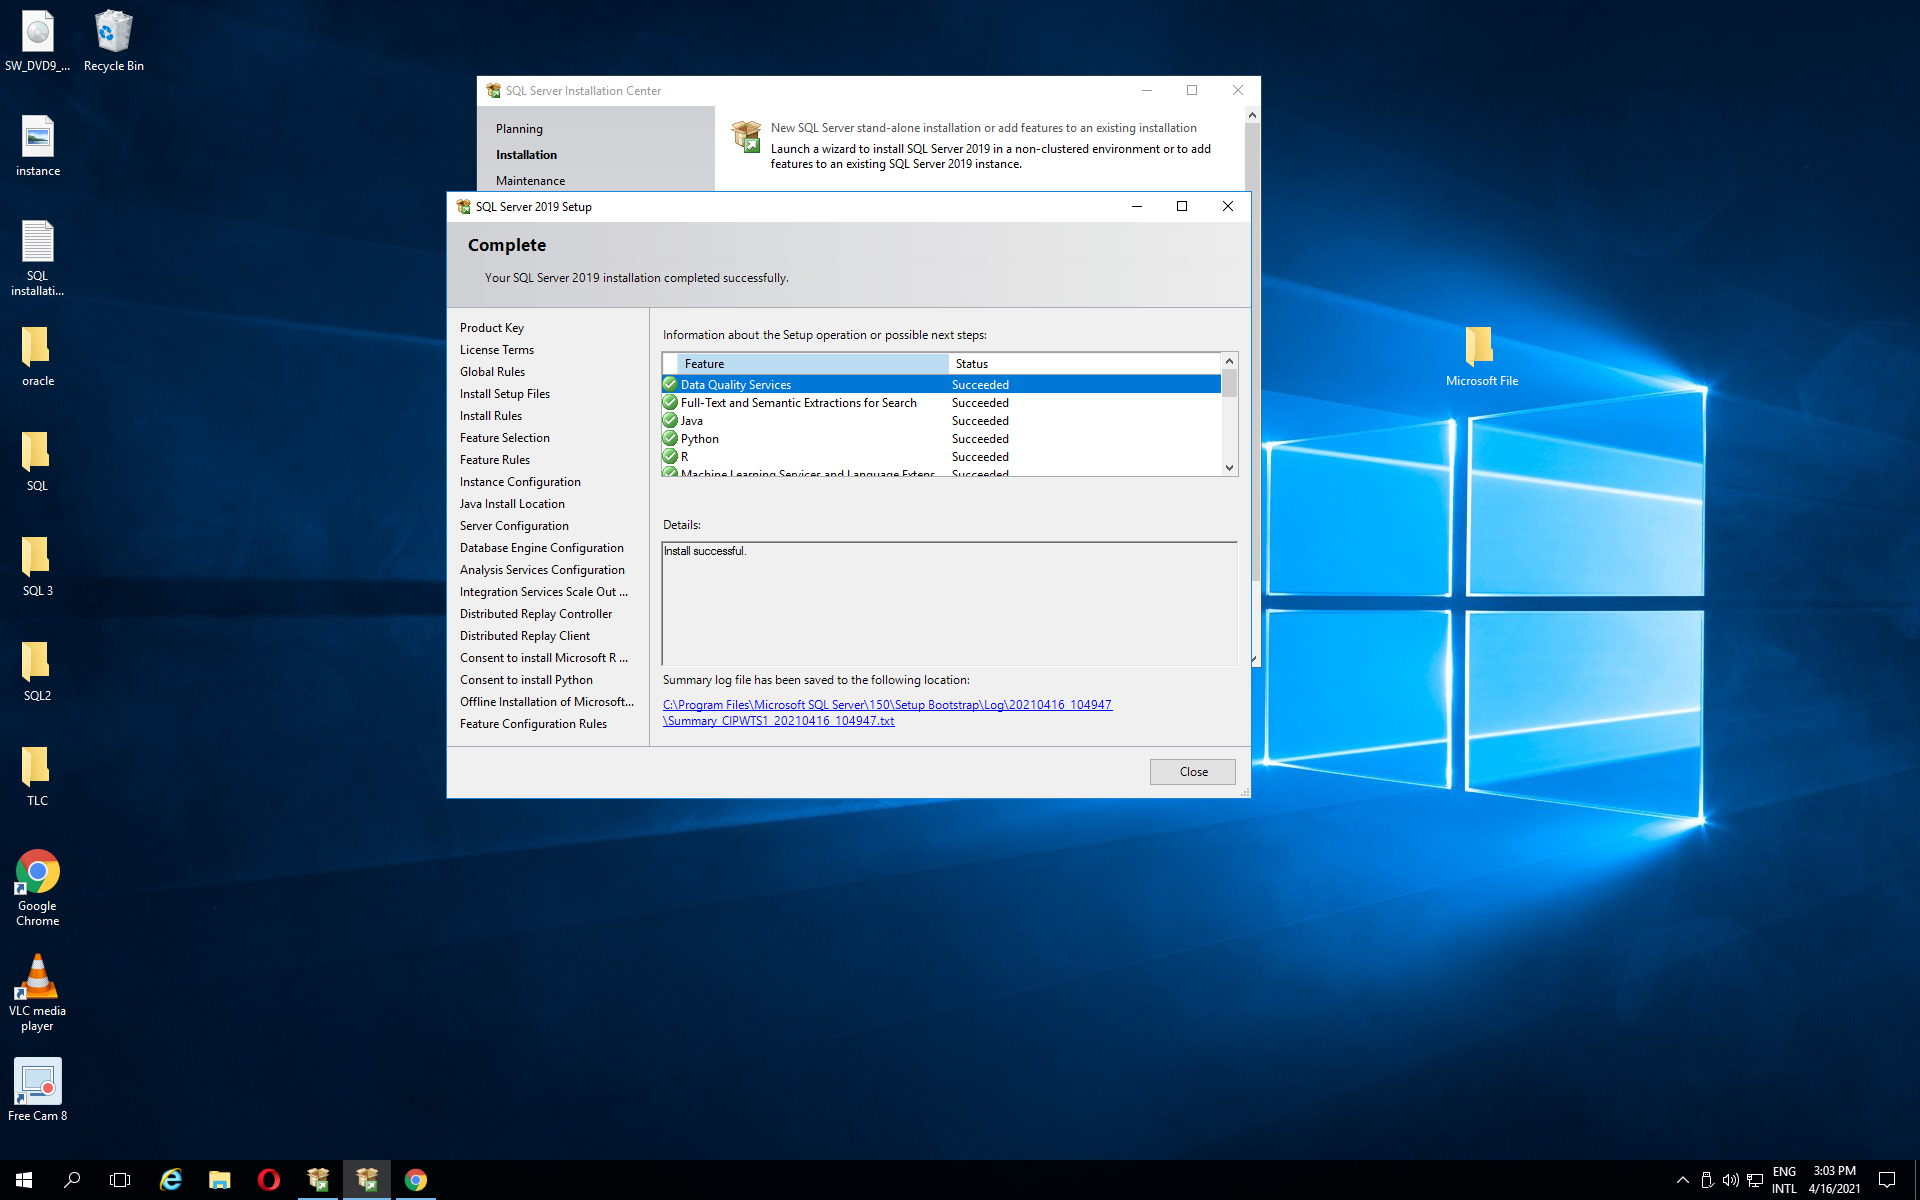 SW_DVD9_...
Recycle Bin
instance
SQL
installati...
oracle
SQL
SQL 3
SQL2
TLC
Google
Chrome
VLC media
player
Free Cam 8
SQL Server Installation Center
Planning
Installation
Maintenance
New SQL Server stand-alone installation or add features to an existing installation
Launch a wizard to install SQL Server 2019 in a non-clustered environment or to add
features to an existing SQL Server 2019 instance.
SQL Server 2019 Setup
Complete
Your SQL Server 2019 installation completed successfully.
Product Key
License Terms
Global Rules
Install Setup Files
Install Rules
Feature Selection
Feature Rules
Instance Configuration
Java Install Location
Server Configuration
Database Engine Configuration
Analysis Services Configuration
Integration Services Scale Out ...
Distributed Replay Controller
Distributed Replay Client
Consent to install Microsoft R ...
Consent to install Python
Offline Installation of Microsoft...
Feature Configuration Rules
Information about the Setup operation or possible next steps:
Feature Status
Data Quality Services Succeeded
Full-Text and Semantic Extractions for Search Succeeded
Java Succeeded
Python Succeeded
R Succeeded
Machine Learning Services and Language Extens Succeeded
Details:
Install successful.
Summary log file has been saved to the following location:
C:\Program Files\Microsoft SQL Server\150\Setup Bootstrap\Log\20210416_104947
\Summary_CIPWTS1_20210416_104947.txt
Close
Microsoft File
ENG
INTL
3:03 PM
4/16/2021